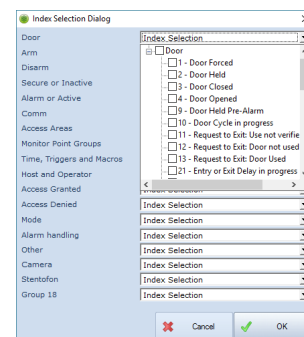 Index Selection Dialog
Door
Index Selection
Arm
Disarm
Secure or Inactive
Alarm or Active
Comm
Access Areas
Monitor Point Groups
Time, Triggers and Macros
Host and Operator
Access Granted
Door
1 - Door Forced
2 - Door Held
3 - Door Closed
4 - Door Opened
9 - Door Held Pre-Alarm
10 - Door Cycle in progress
11 - Request to Exit: Use not verifie
12 - Request to Exit: Door not used
13 - Request to Exit: Door Used
21 - Entry or Exit Delay in progress
Access Denied Index Selection
Mode Index Selection
Alarm handling Index Selection
Other Index Selection
Camera Index Selection
Stentofon Index Selection
Group 18 Index Selection
Cancel OK